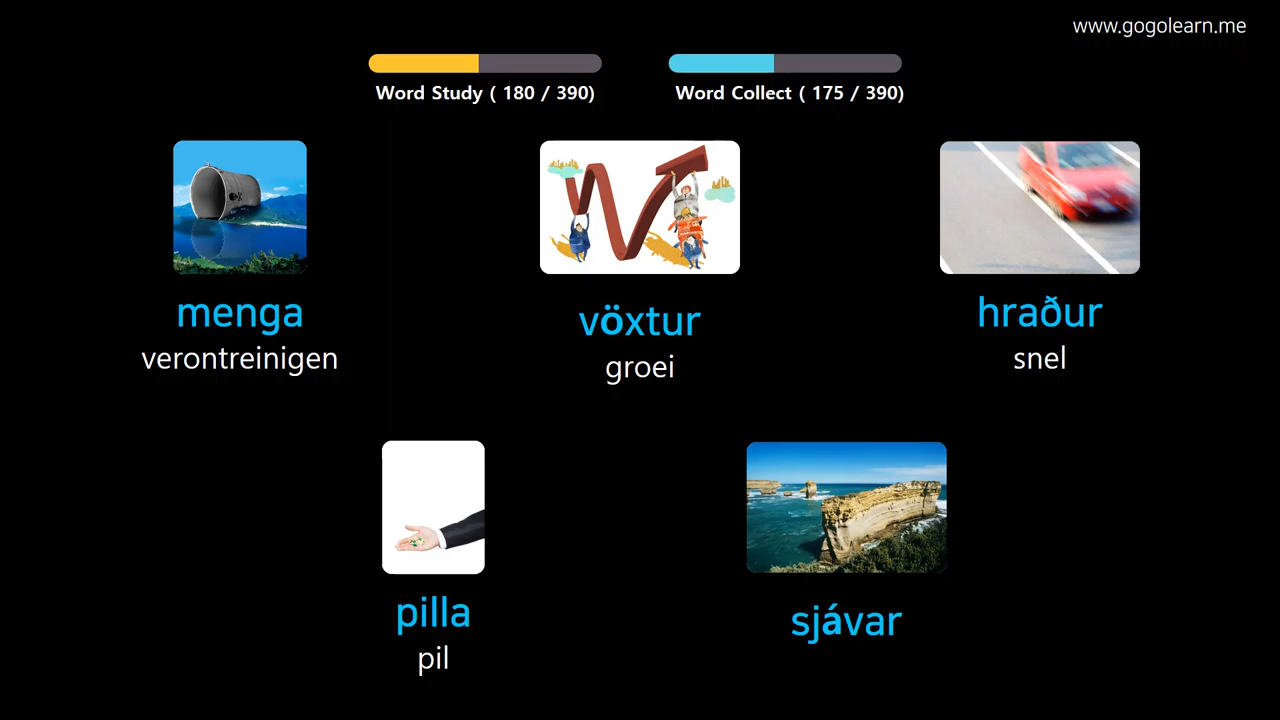 www.gogolearn.me
Word Study ( 180 / 390)
Word Collect ( 175 / 390)
menga
verontreinigen
vöxtur
groei
hraður
snel
pilla
pil
sjávar